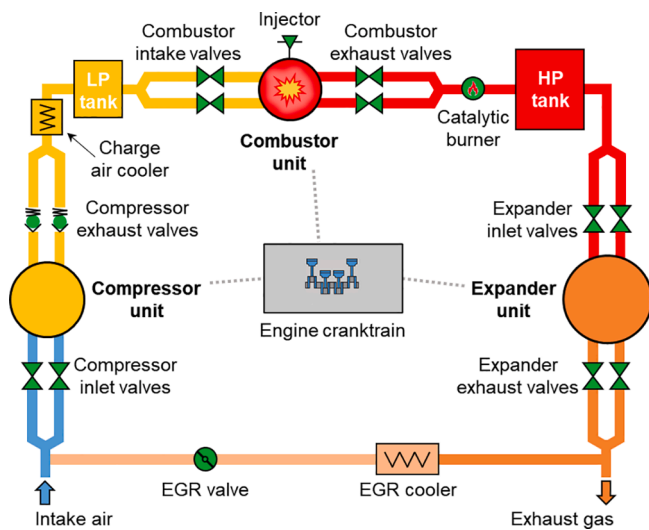 Injector
Combustor
intake valves
Combustor
exhaust valves
LP
tank
HP
tank
Catalytic
burner
Combustor
unit
Charge
air cooler
Compressor
exhaust valves
Expander
inlet valves
Compressor
unit
Expander
unit
Engine cranktrain
Compressor
inlet valves
Expander
exhaust valves
EGR valve
EGR cooler
Intake air
Exhaust gas